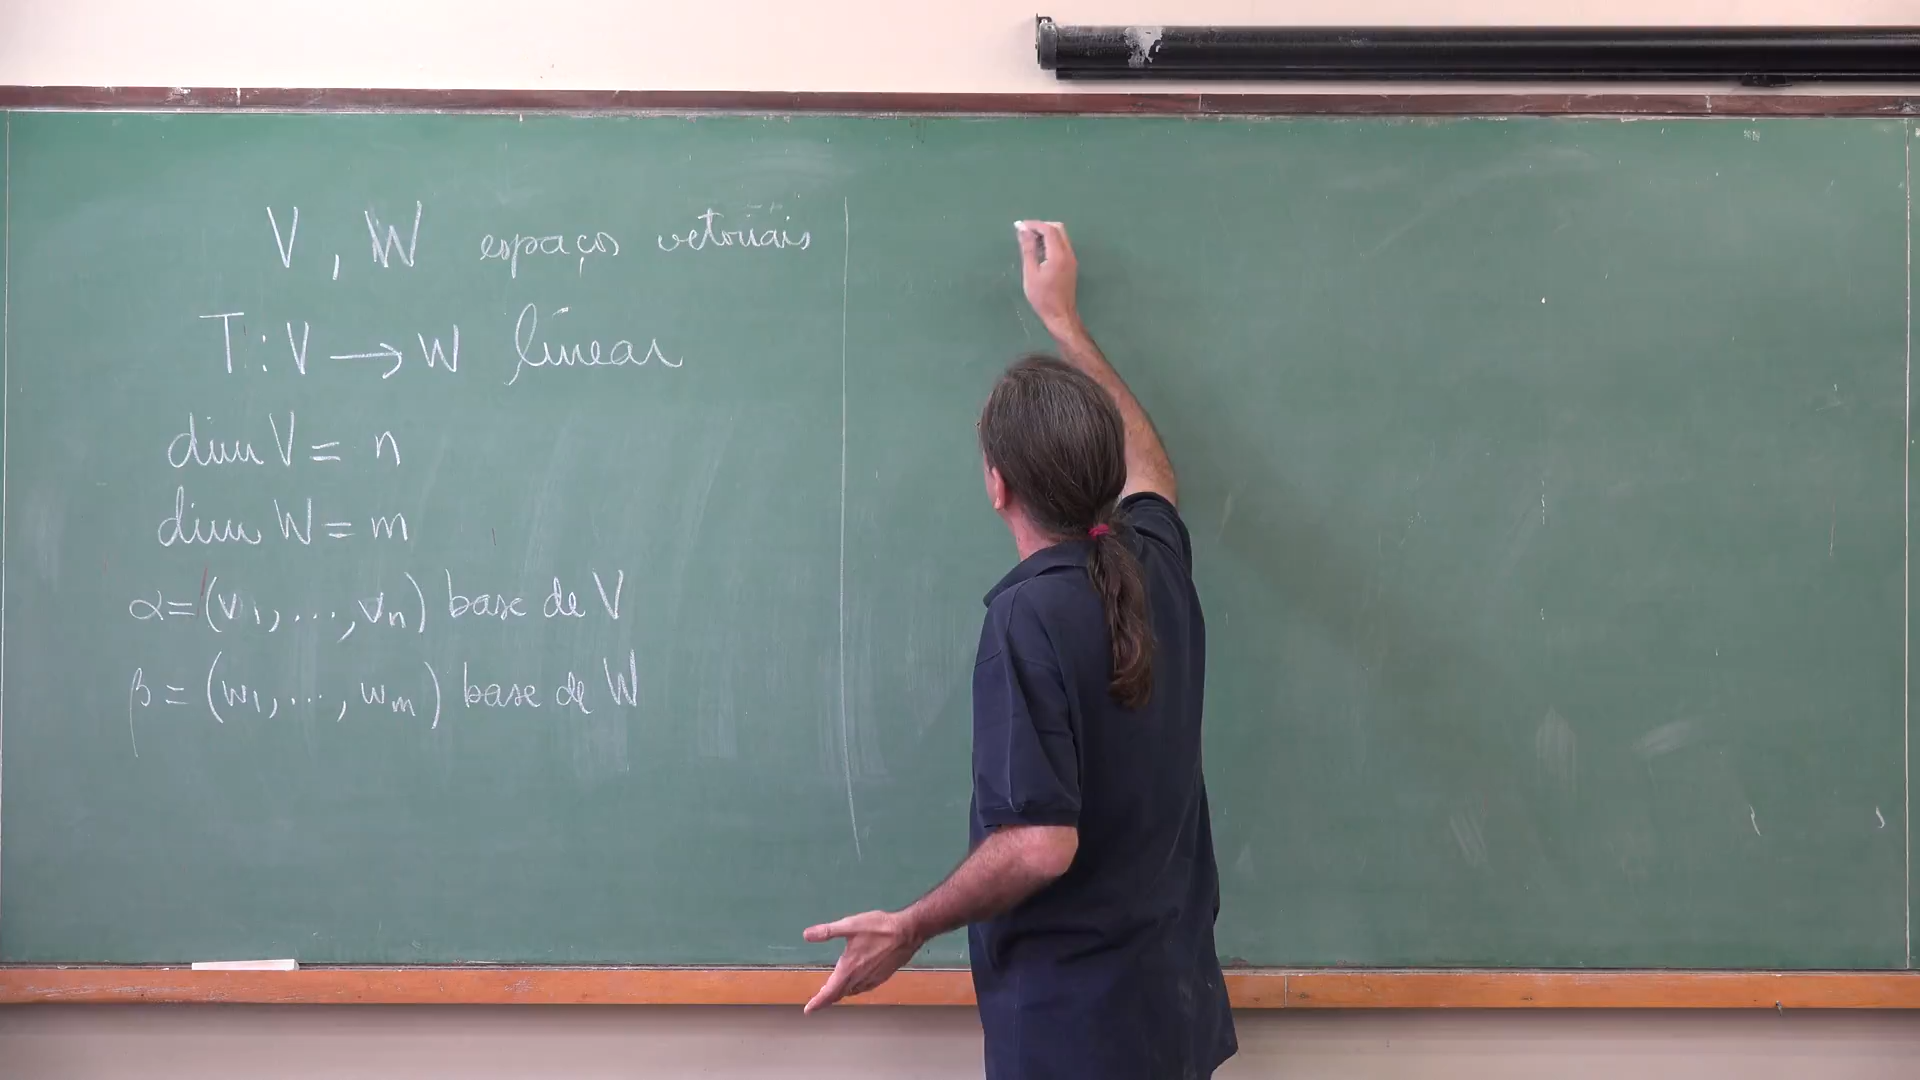 V, W espaços vetoriais
T: V → W linear
dim V = n
dim W = m
α = (v₁, ..., vₙ) base de V
β = (w₁, ..., wₘ) base de W